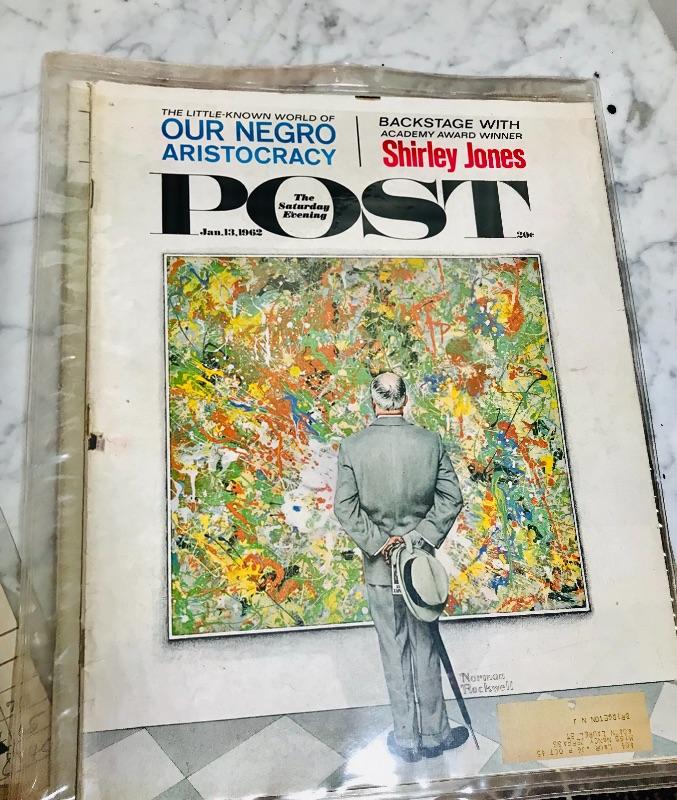 THE LITTLE-KNOWN WORLD OF
OUR NEGRO
ARISTOCRACY
BACKSTAGE WITH
ACADEMY AWARD WINNER
Shirley Jones
POST
The
Saturday
Evening
Jan.13,1962
20¢
Norman
Rockwell
BRIDGETON N J